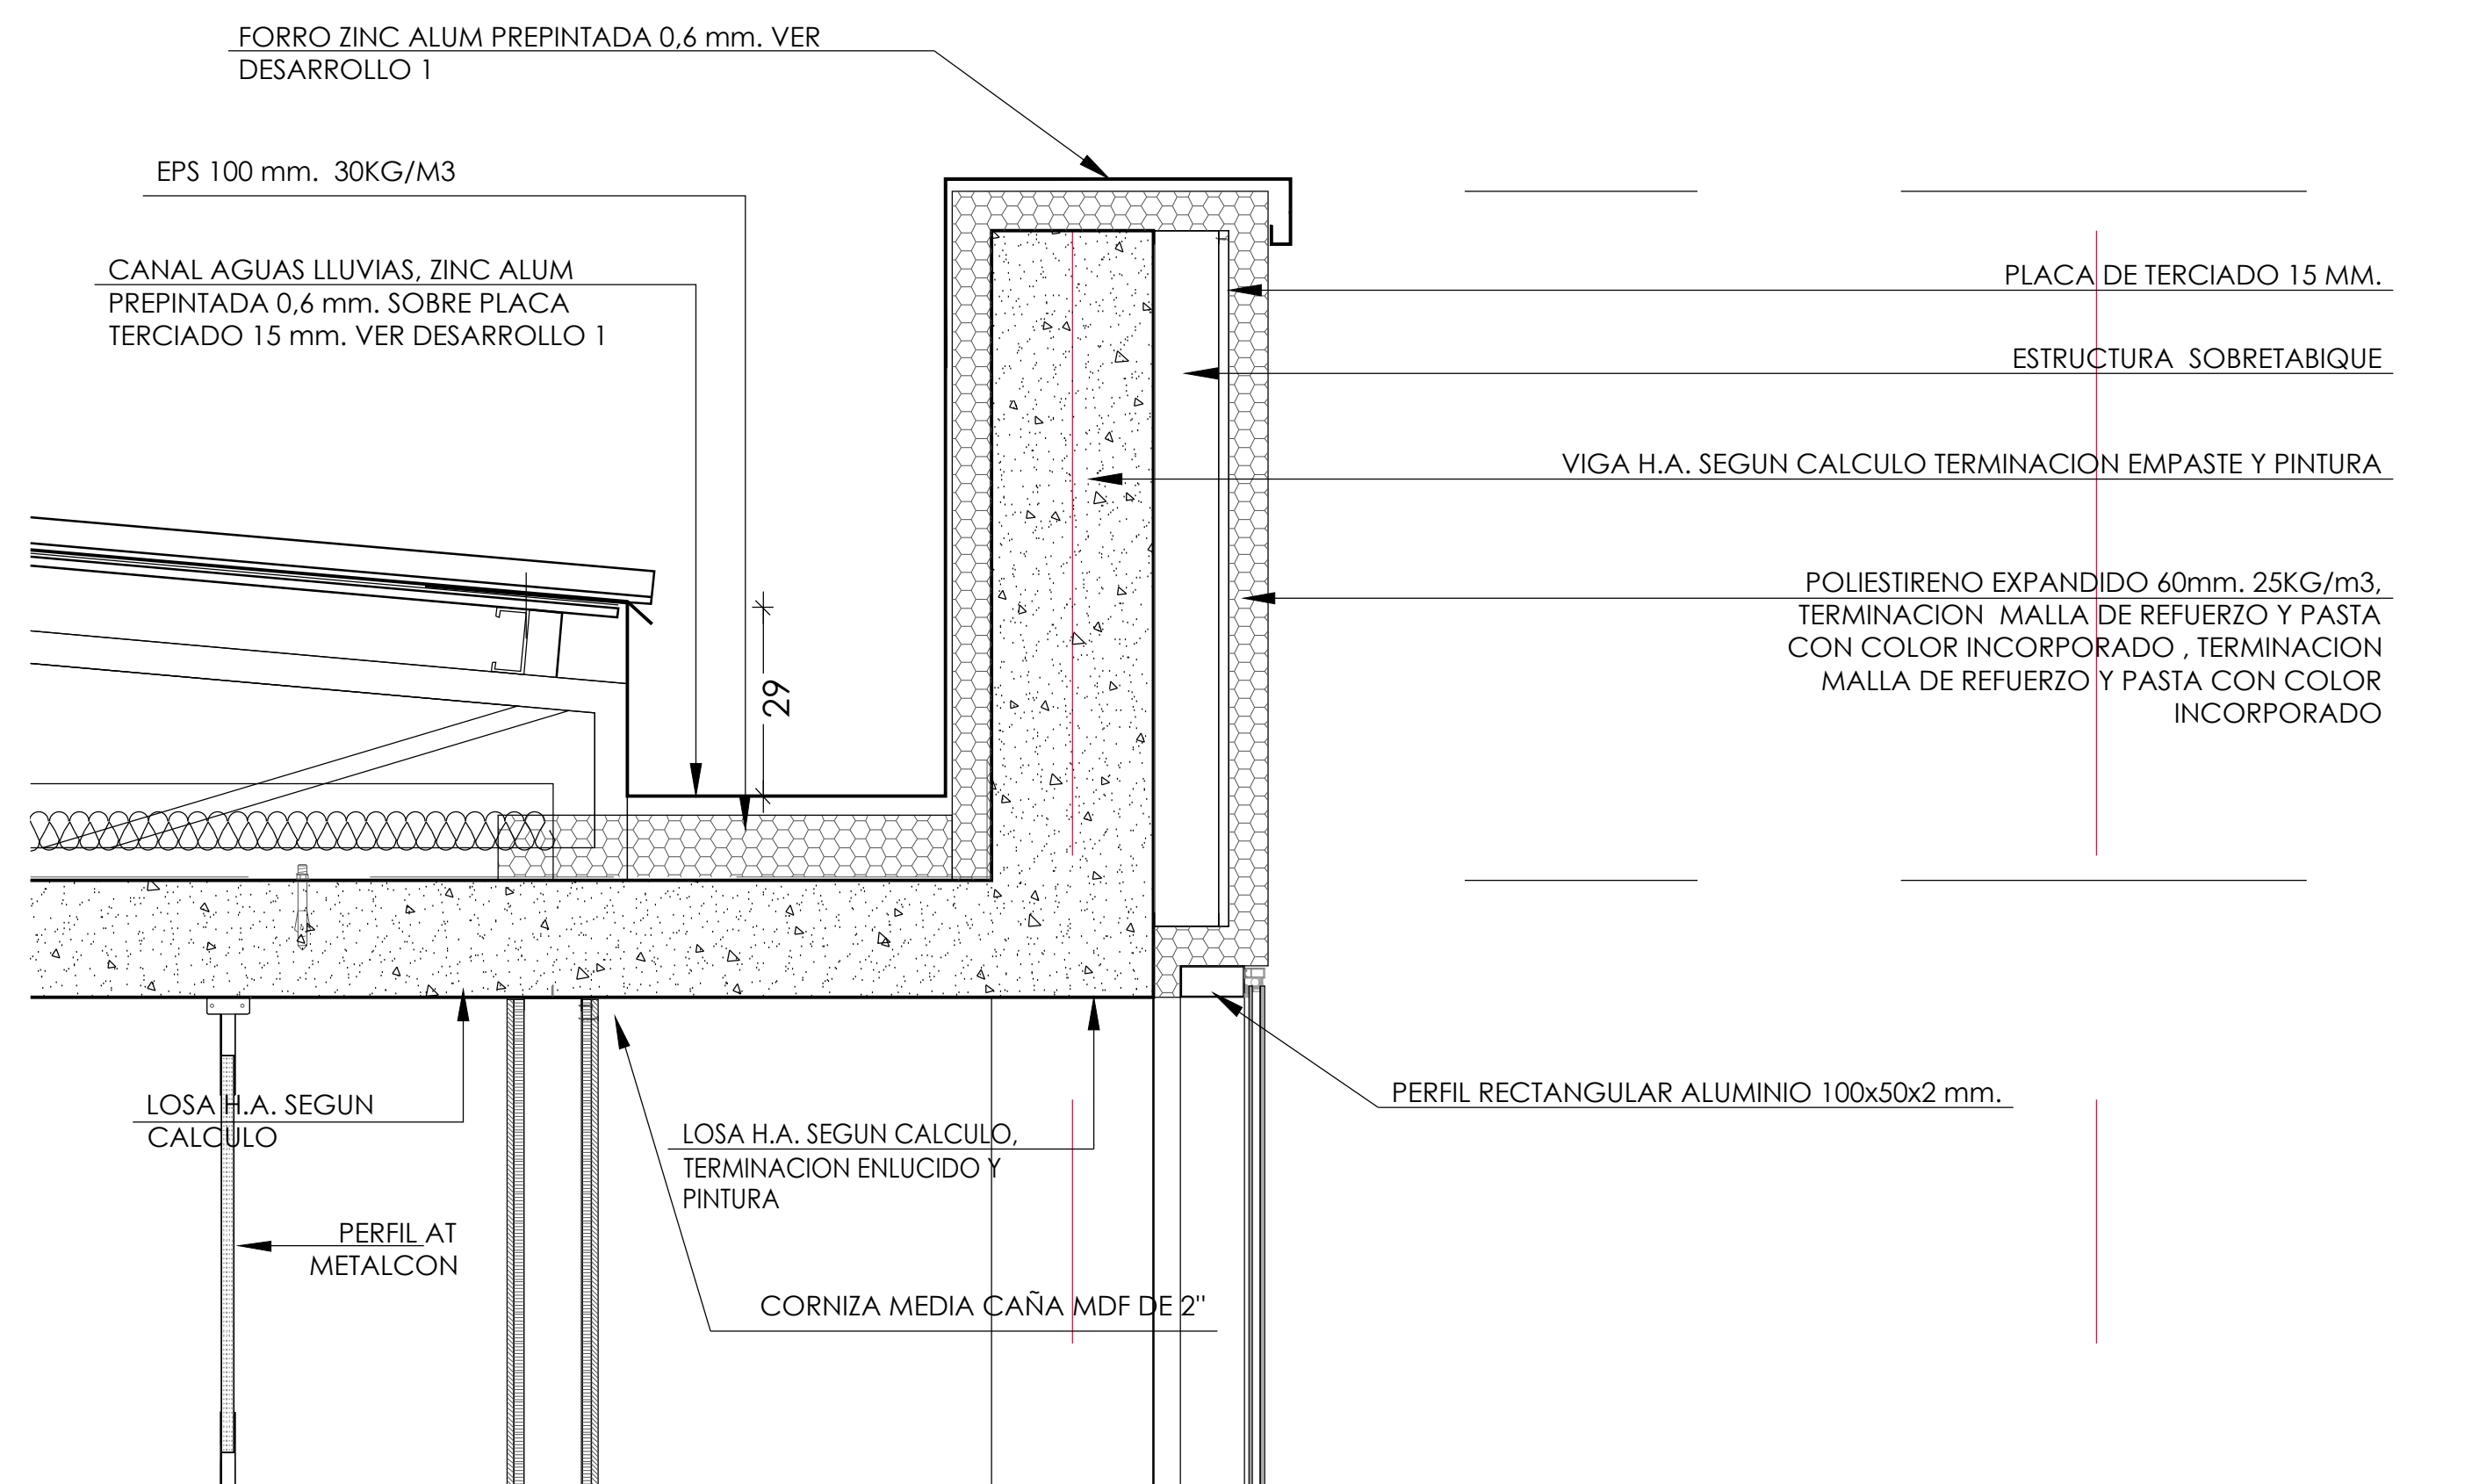 FORRO ZINC ALUM PREPINTADA 0,6 mm. VER
DESARROLLO 1
EPS 100 mm.  30KG/M3
CANAL AGUAS LLUVIAS, ZINC ALUM
PREPINTADA 0,6 mm. SOBRE PLACA
TERCIADO 15 mm. VER DESARROLLO 1
PLACA DE TERCIADO 15 MM.
ESTRUCTURA  SOBRETABIQUE
VIGA H.A. SEGUN CALCULO TERMINACION EMPASTE Y PINTURA
POLIESTIRENO EXPANDIDO 60mm. 25KG/m3,
TERMINACION  MALLA DE REFUERZO Y PASTA
CON COLOR INCORPORADO , TERMINACION
MALLA DE REFUERZO Y PASTA CON COLOR
INCORPORADO
29
PERFIL RECTANGULAR ALUMINIO 100x50x2 mm.
LOSA H.A. SEGUN
CALCULO
LOSA H.A. SEGUN CALCULO,
TERMINACION ENLUCIDO Y
PINTURA
PERFIL AT
METALCON
CORNIZA MEDIA CAÑA MDF DE 2"